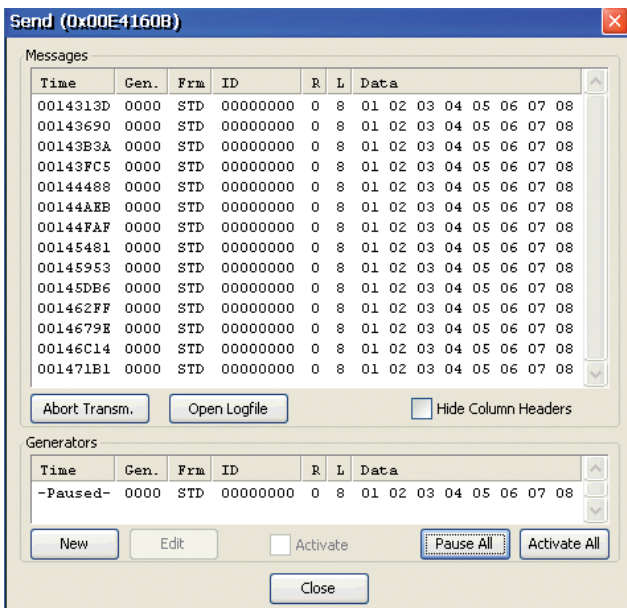 Send (0x00E4160B)
Messages
Time Gen. Frm ID R L Data
0014313D 0000 STD 00000000 0 8 01 02 03 04 05 06 07 08
00143690 0000 STD 00000000 0 8 01 02 03 04 05 06 07 08
00143B3A 0000 STD 00000000 0 8 01 02 03 04 05 06 07 08
00143FC5 0000 STD 00000000 0 8 01 02 03 04 05 06 07 08
00144488 0000 STD 00000000 0 8 01 02 03 04 05 06 07 08
00144AEB 0000 STD 00000000 0 8 01 02 03 04 05 06 07 08
00144FAF 0000 STD 00000000 0 8 01 02 03 04 05 06 07 08
00145481 0000 STD 00000000 0 8 01 02 03 04 05 06 07 08
00145953 0000 STD 00000000 0 8 01 02 03 04 05 06 07 08
00145DB6 0000 STD 00000000 0 8 01 02 03 04 05 06 07 08
001462FF 0000 STD 00000000 0 8 01 02 03 04 05 06 07 08
0014679E 0000 STD 00000000 0 8 01 02 03 04 05 06 07 08
00146C14 0000 STD 00000000 0 8 01 02 03 04 05 06 07 08
001471B1 0000 STD 00000000 0 8 01 02 03 04 05 06 07 08
Abort Transm. Open Logfile Hide Column Headers
Generators
Time Gen. Frm ID R L Data
-Paused- 0000 STD 00000000 0 8 01 02 03 04 05 06 07 08
New Edit Activate Pause All Activate All
Close